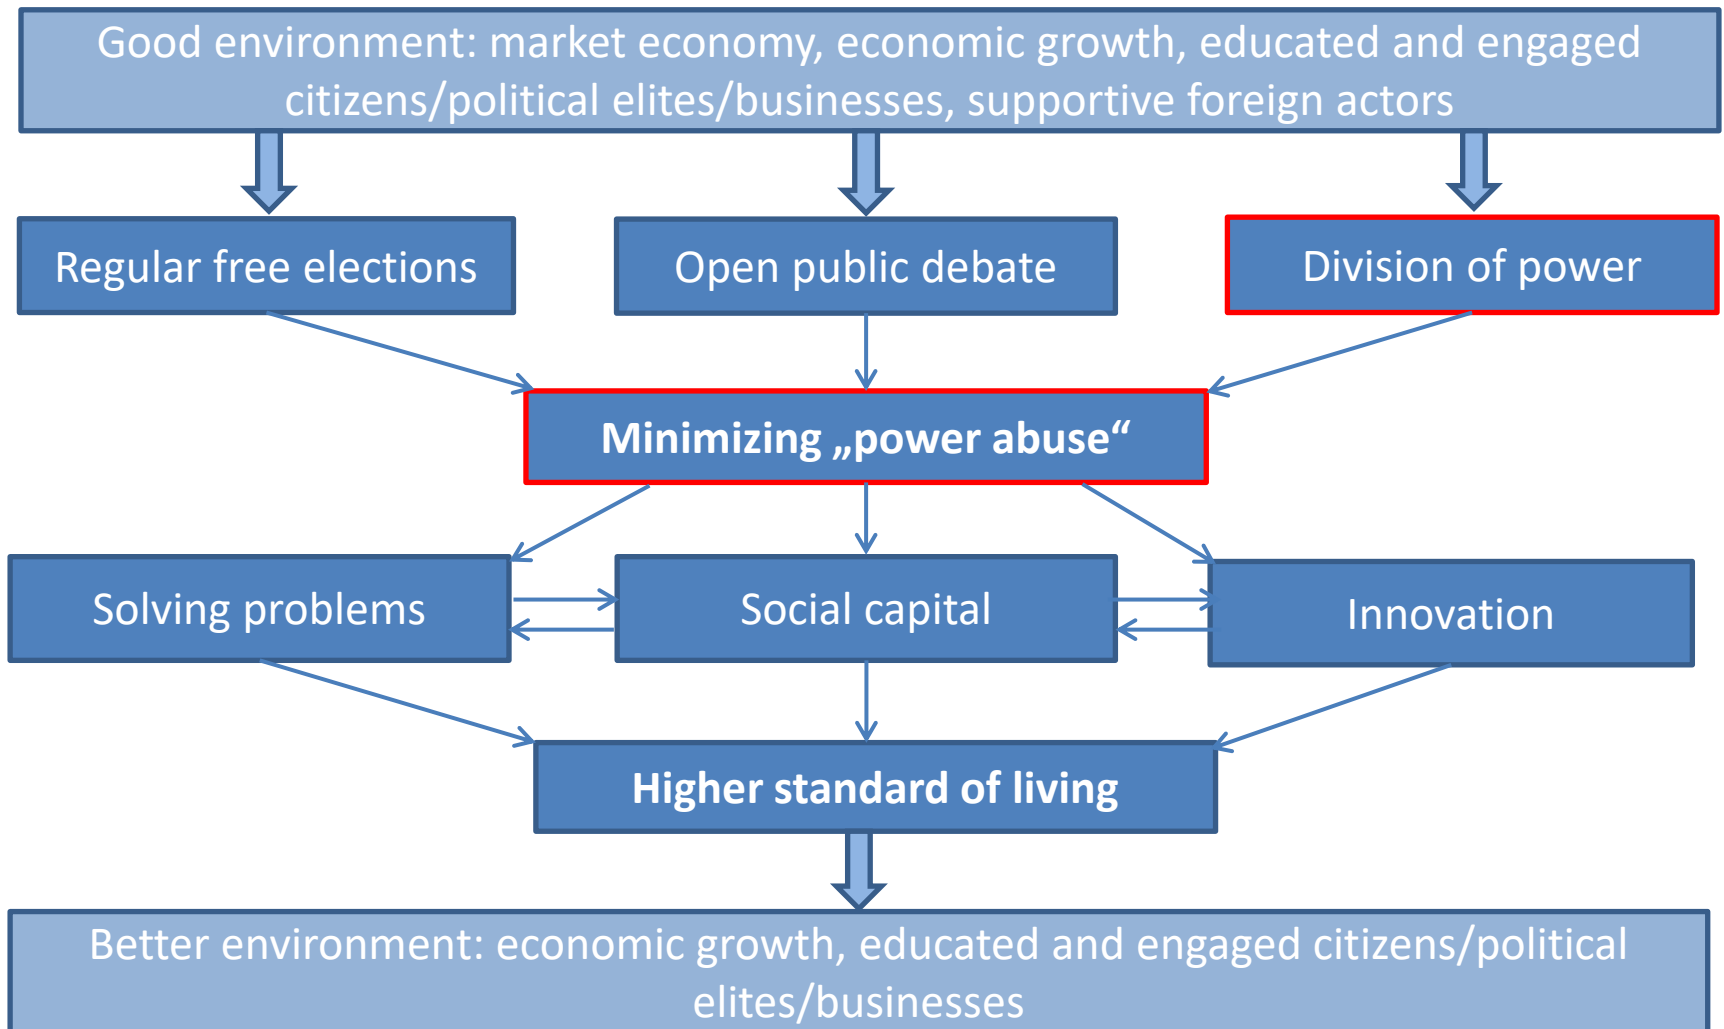 Good environment: market economy, economic growth, educated and engaged
citizens/political elites/businesses, supportive foreign actors
Regular free elections
Open public debate
Division of power
Minimizing „power abuse“
Solving problems
Social capital
Innovation
Higher standard of living
Better environment: economic growth, educated and engaged citizens/political
elites/businesses